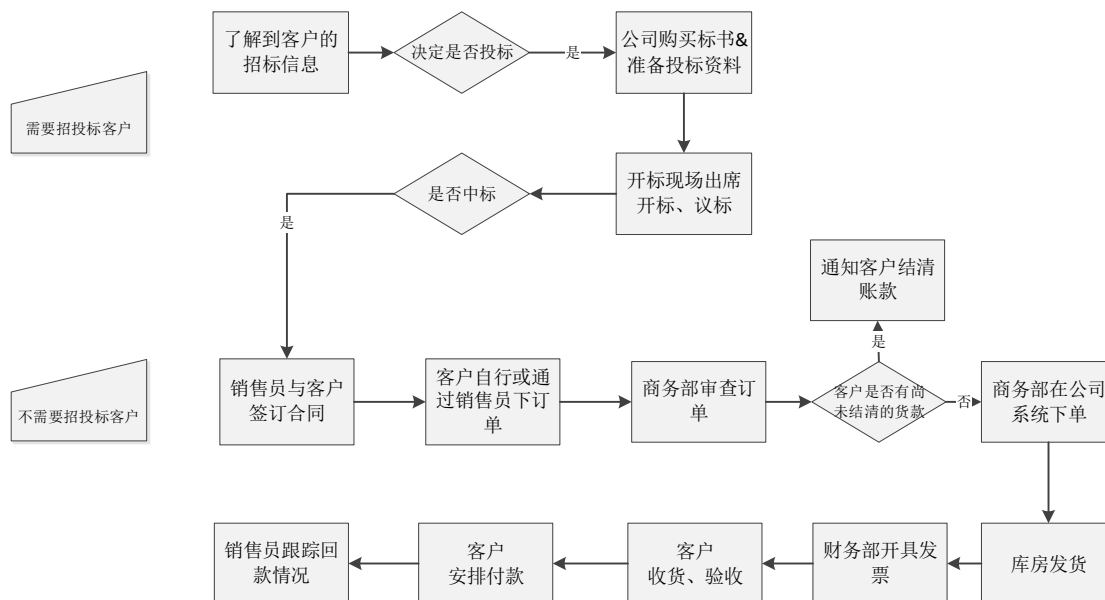 了解到客户的
招标信息
决定是否投标
是
公司购买标书&
准备投标资料
需要招投标客户
是否中标
开标现场出席
开标、议标
是
通知客户结清
账款
是
不需要招投标客户
销售员与客户
签订合同
客户自行或通
过销售员下订
单
商务部审查订
单
客户是否有尚
未结清的货款
否
商务部在公司
系统下单
销售员跟踪回
款情况
客户
安排付款
客户
收货、验收
财务部开具发
票
库房发货